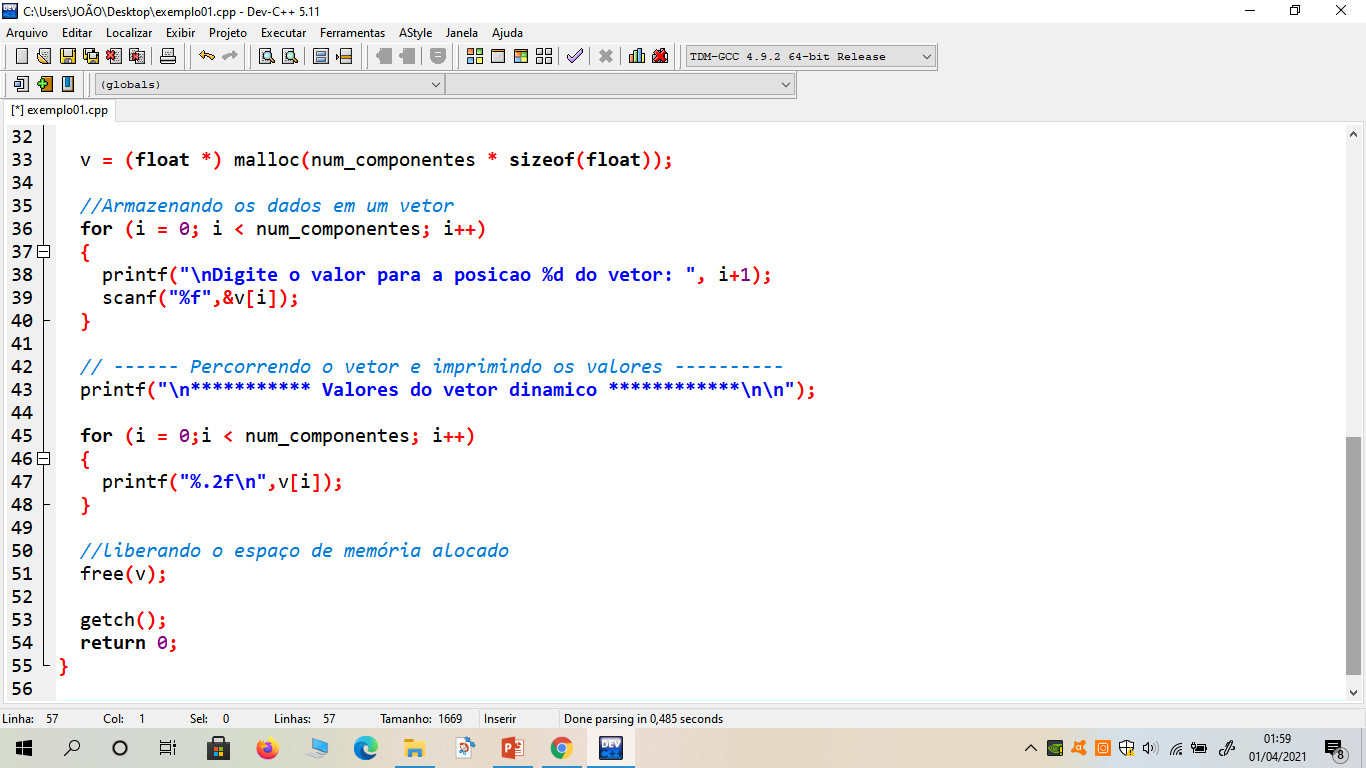 C:\Users\JOÃO\Desktop\exemplo01.cpp - Dev-C++ 5.11
Arquivo Editar Localizar Exibir Projeto Executar Ferramentas AStyle Janela Ajuda
TDM-GCC 4.9.2 64-bit Release
(globals)
[*] exemplo01.cpp
32
33 v = (float *) malloc(num_componentes * sizeof(float));
34
35 //Armazenando os dados em um vetor
36 for (i = 0; i < num_componentes; i++)
37 {
38 printf("\nDigite o valor para a posicao %d do vetor: ", i+1);
39 scanf("%f",&v[i]);
40 }
41
42 // ------ Percorrendo o vetor e imprimindo os valores ----------
43 printf("\n*********** Valores do vetor dinamico ************\n\n");
44
45 for (i = 0;i < num_componentes; i++)
46 {
47 printf("%.2f\n",v[i]);
48 }
49
50 //liberando o espaço de memória alocado
51 free(v);
52
53 getch();
54 return 0;
55 }
56
Linha: 57 Col: 1 Sel: 0 Linhas: 57 Tamanho: 1669 Inserir Done parsing in 0,485 seconds
DEV
01:59
01/04/2021
8